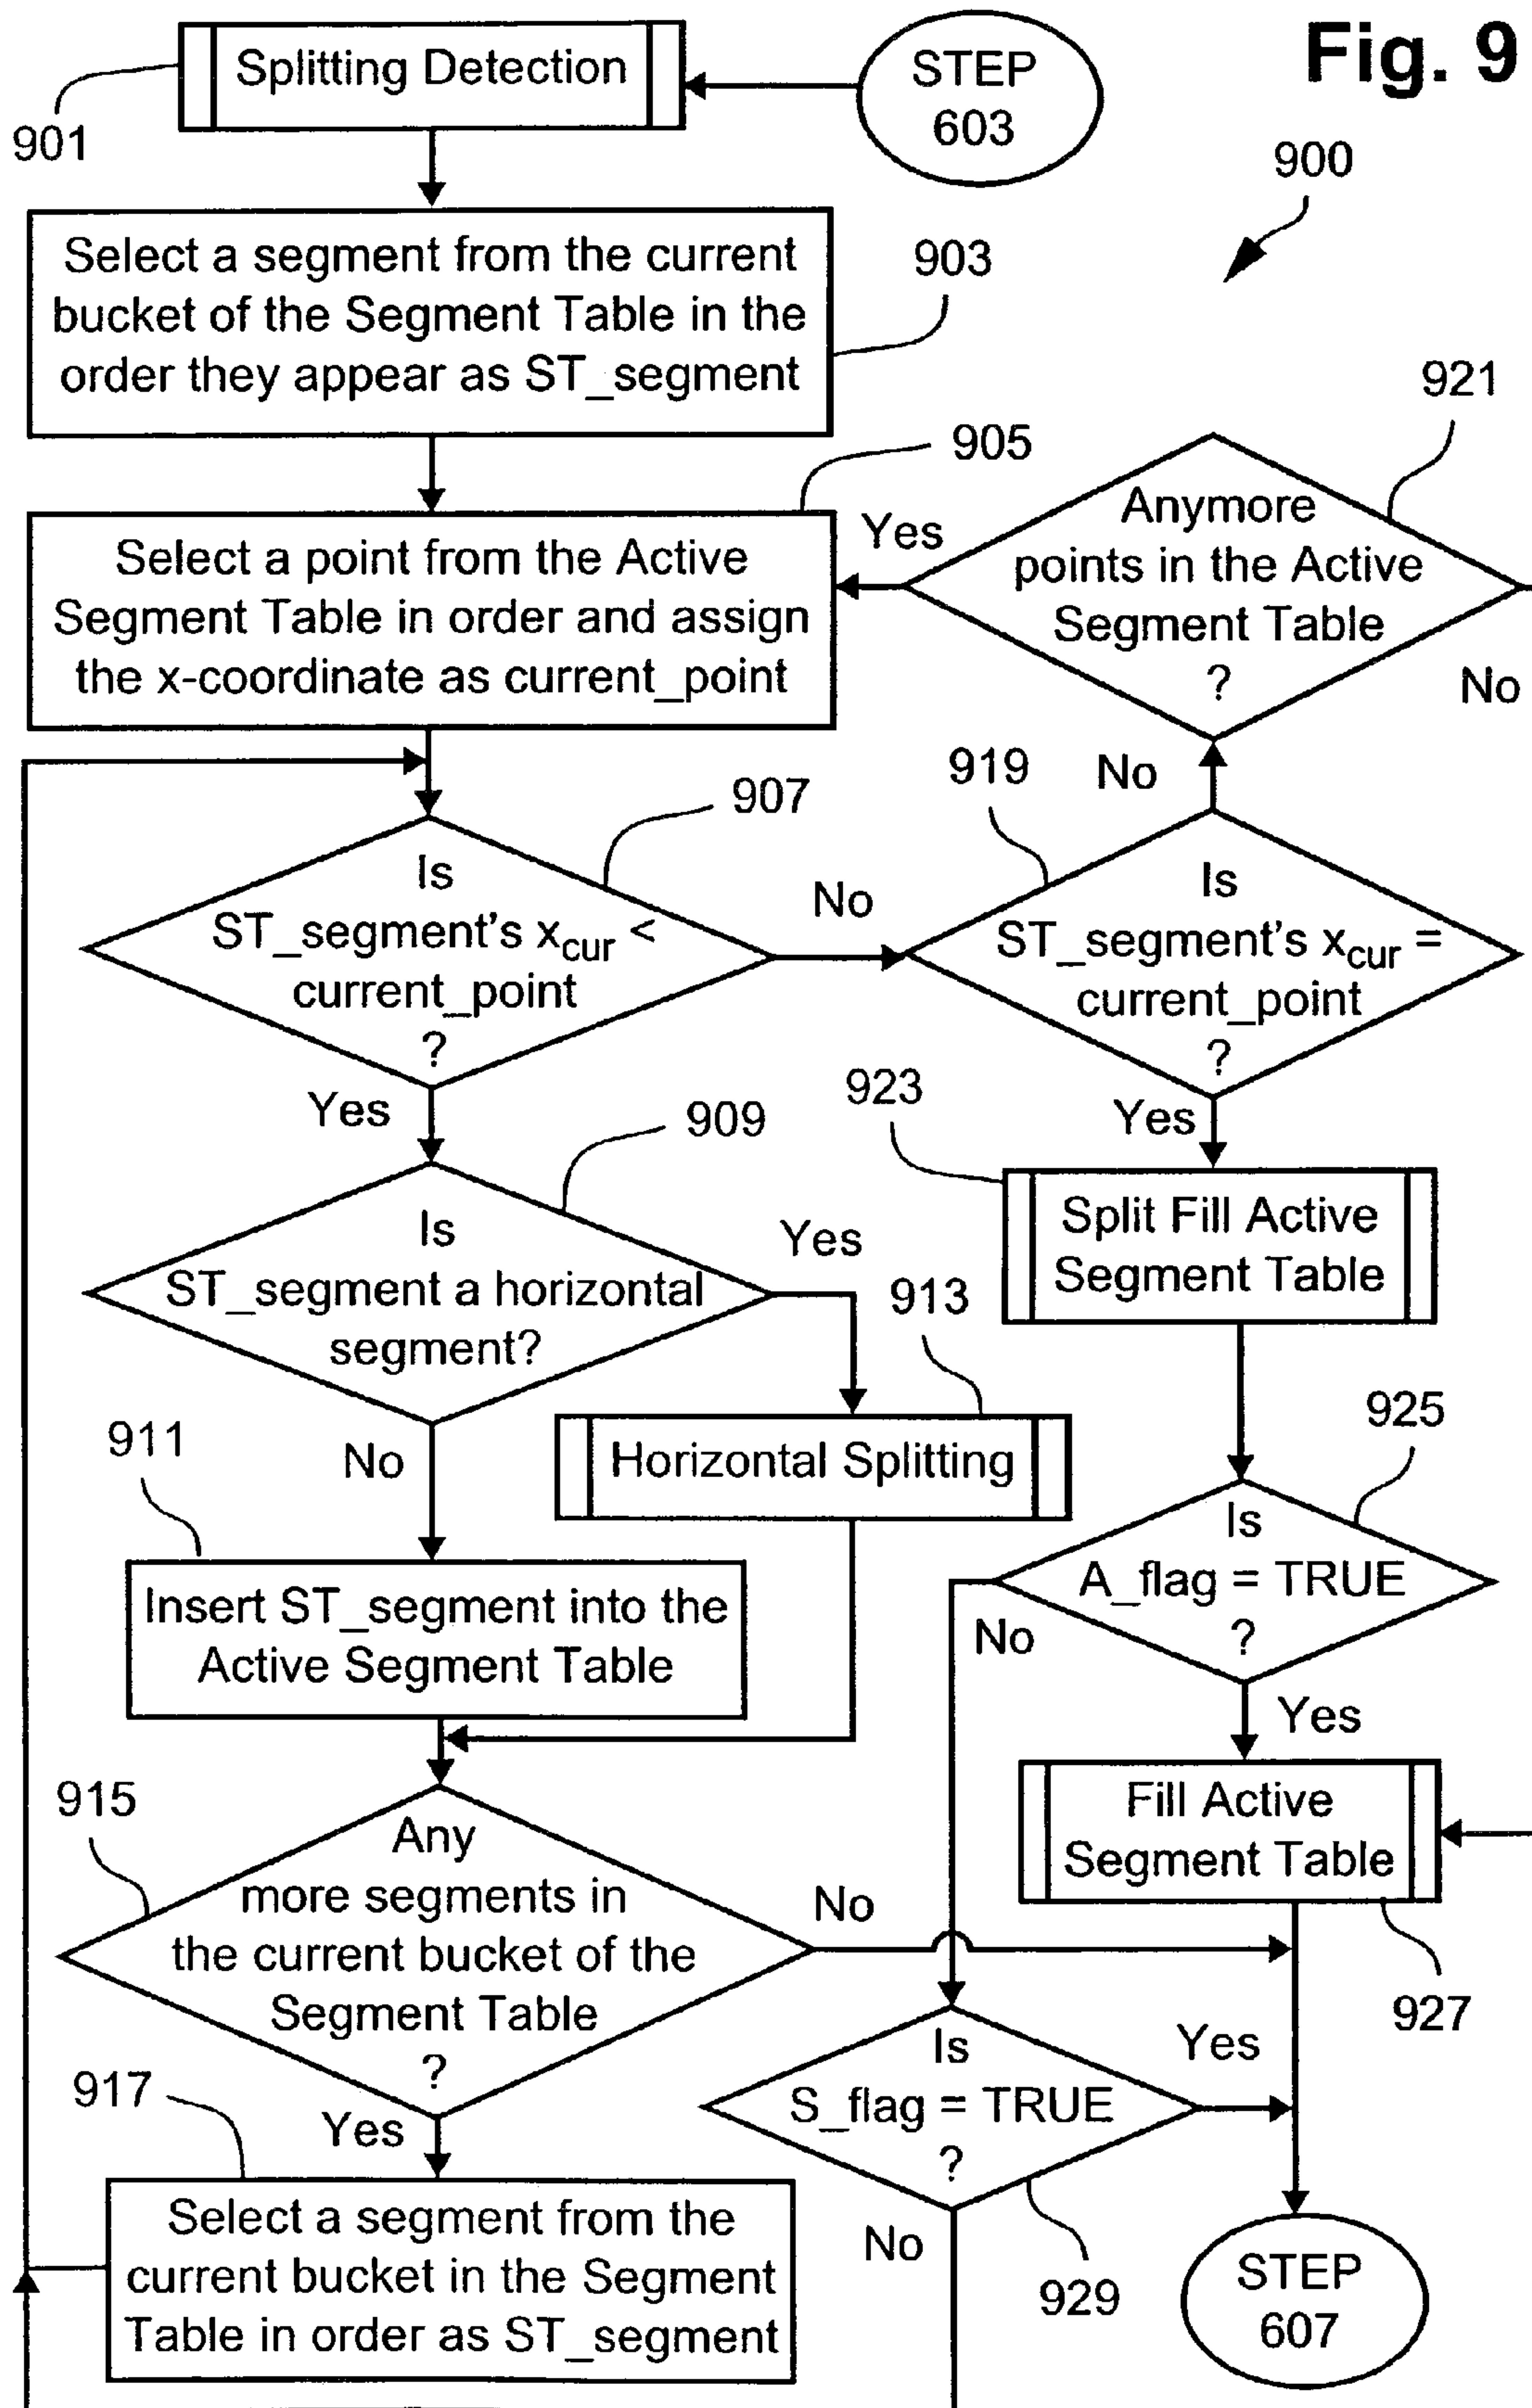 Fig. 9
Splitting Detection
STEP
603
901
900
Select a segment from the current
bucket of the Segment Table in the
order they appear as ST_segment
903
905
Select a point from the Active
Segment Table in order and assign
the x-coordinate as current_point
921
Anymore
points in the Active
Segment Table
?
Yes
No
907
Is
ST_segment's xcur <
current_point
?
No
Yes
919
No
Is
ST_segment's xcur =
current_point
?
Yes
909
Is
ST_segment a horizontal
segment?
Yes
No
913
Horizontal Splitting
923
Split Fill Active
Segment Table
911
Insert ST_segment into the
Active Segment Table
925
Is
A_flag = TRUE
?
No
Yes
915
Any
more segments in
the current bucket of the
Segment Table
?
No
Yes
Fill Active
Segment Table
927
917
Select a segment from the
current bucket in the Segment
Table in order as ST_segment
Is
S_flag = TRUE
?
Yes
No
929
STEP
607